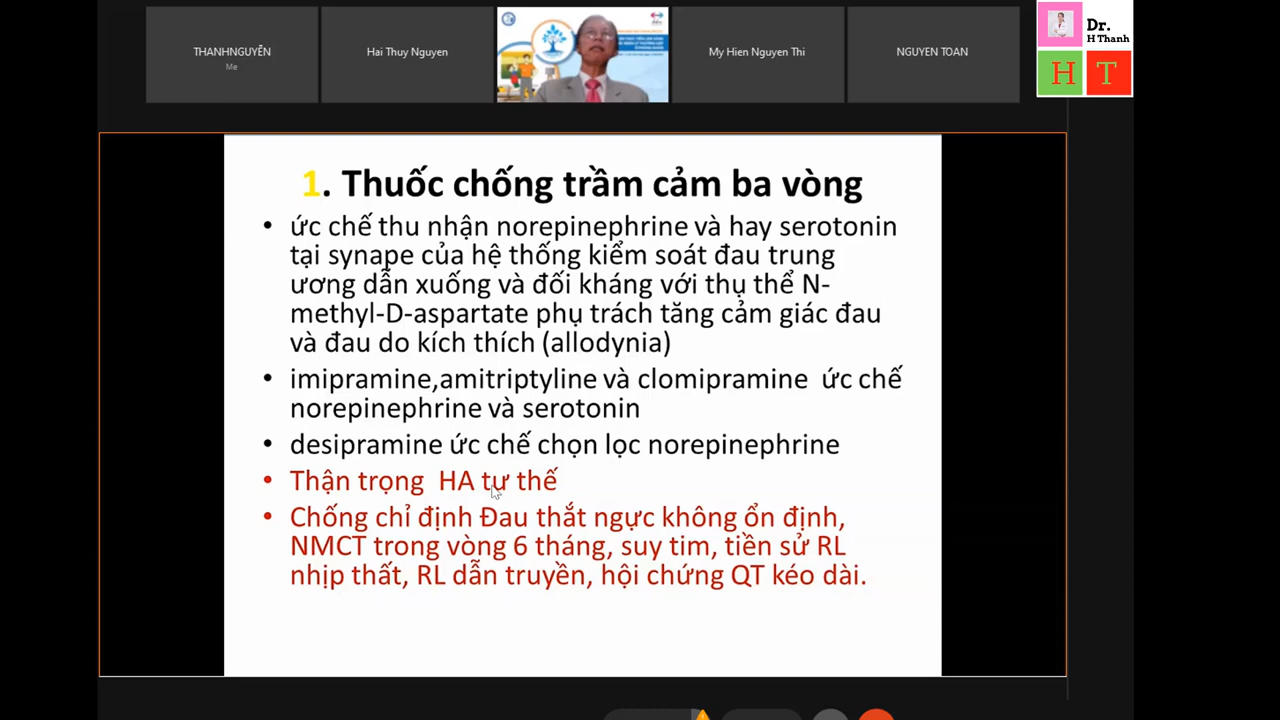 THANHNGUYỄN
Me
Hai Thuy Nguyen
My Hien Nguyen Thi
NGUYEN TOAN
Dr.
H Thanh
H T
1. Thuốc chống trầm cảm ba vòng
• ức chế thu nhận norepinephrine và hay serotonin
tại synape của hệ thống kiểm soát đau trung
ương dẫn xuống và đối kháng với thụ thể N-
methyl-D-aspartate phụ trách tăng cảm giác đau
và đau do kích thích (allodynia)
• imipramine,amitriptyline và clomipramine ức chế
norepinephrine và serotonin
• desipramine ức chế chọn lọc norepinephrine
• Thận trọng HA tư thế
• Chống chỉ định Đau thắt ngực không ổn định,
NMCT trong vòng 6 tháng, suy tim, tiền sử RL
nhịp thất, RL dẫn truyền, hội chứng QT kéo dài.